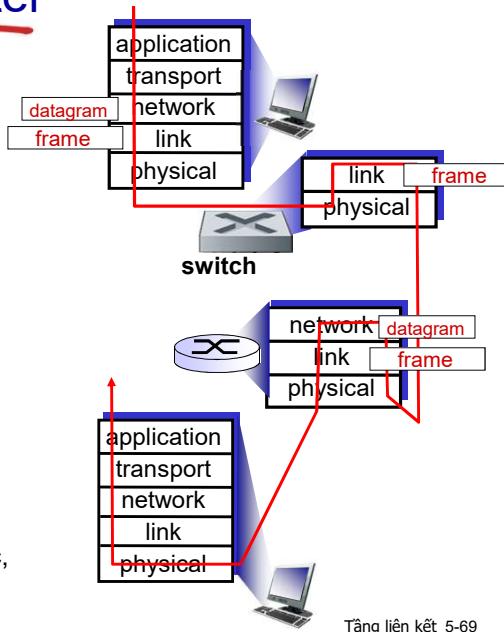 application
transport
datagram
network
frame
link
physical
link
frame
physical
switch
network
datagram
link
frame
physical
application
transport
network
link
physical
Tầng liên kết 5-69